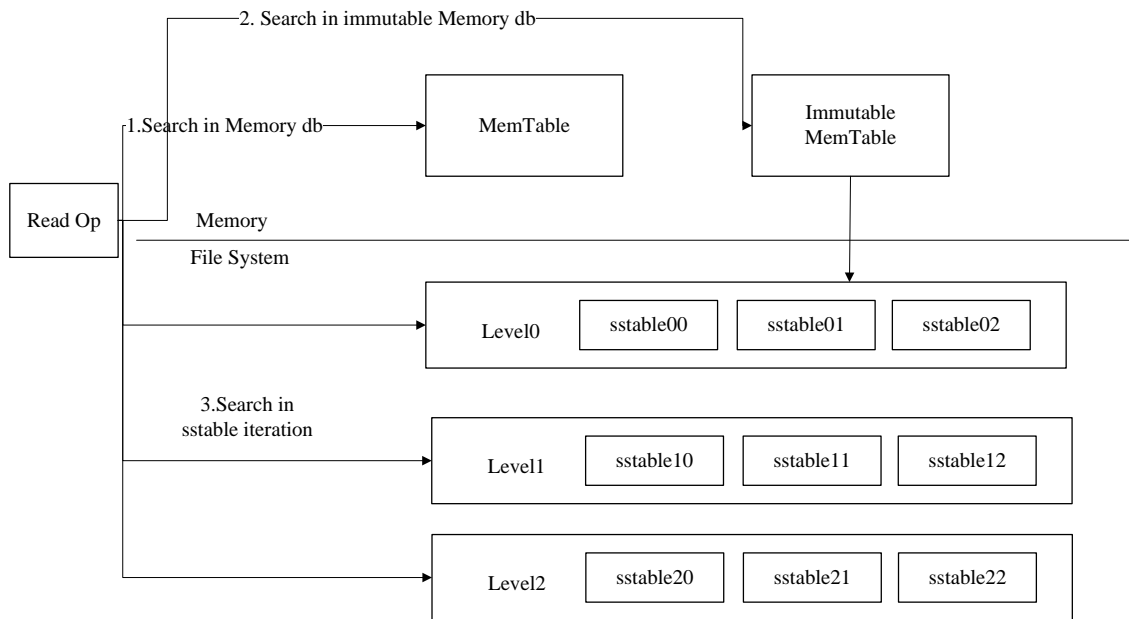 2. Search in immutable Memory db
1.Search in Memory db
MemTable
Immutable
MemTable
Read Op
Memory
File System
Level0
sstable00
sstable01
sstable02
3.Search in
sstable iteration
Level1
sstable10
sstable11
sstable12
Level2
sstable20
sstable21
sstable22